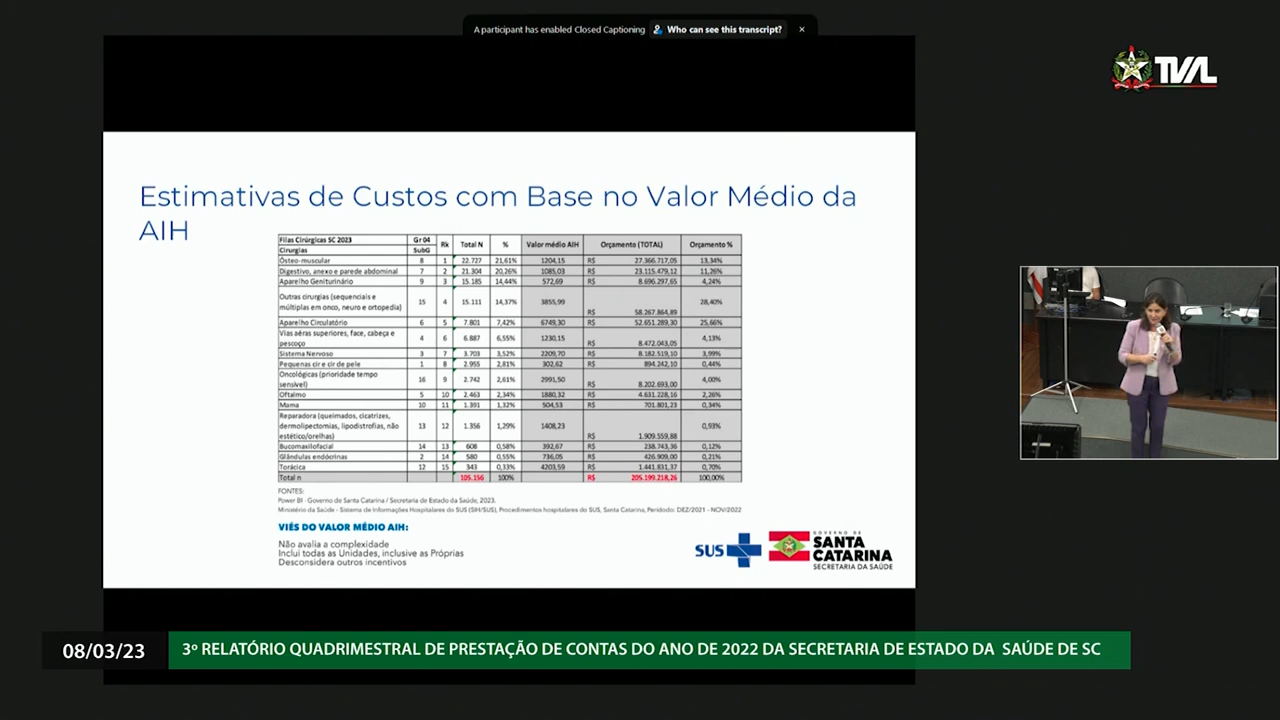 A participant has enabled Closed Captioning Who can see this transcript? ×
TVAL
Estimativas de Custos com Base no Valor Médio da
AIH
Filas Cirúrgicas SC 2023 Gr 04 Rk Total N % Valor médio AIH Orçamento (TOTAL) Orçamento %
Cirurgias SubG
Ósteo-muscular 8 1 22.727 21,61% 1204,15 R$ 27.366.717,05 13,34%
Digestivo, anexo e parede abdominal 7 2 21.304 20,26% 1085,03 R$ 23.115.479,12 11,26%
Aparelho Geniturinário 9 3 15.185 14,44% 572,69 R$ 8.696.297,65 4,24%
Outras cirurgias (sequenciais e
múltiplas em onco, neuro e ortopedia) 15 4 15.111 14,37% 3855,99 R$ 58.267.864,89 28,40%
Aparelho Circulatório 6 5 7.801 7,42% 6749,30 R$ 52.651.289,30 25,66%
Vias aéras superiores, face, cabeça e
pescoço 4 6 6.887 6,55% 1230,15 R$ 8.472.043,05 4,13%
Sistema Nervoso 3 7 3.703 3,52% 2209,70 R$ 8.182.519,10 3,99%
Pequenas cir e cir de pele 1 8 2.955 2,81% 302,62 R$ 894.242,10 0,44%
Oncológicas (prioridade tempo
sensível) 16 9 2.742 2,61% 2991,50 R$ 8.202.693,00 4,00%
Oftalmo 5 10 2.463 2,34% 1880,32 R$ 4.631.228,16 2,26%
Mama 10 11 1.391 1,32% 504,53 R$ 701.801,23 0,34%
Reparadora (queimados, cicatrizes,
dermolipectomias, lipodistrofias, não
estético/orelhas) 13 12 1.356 1,29% 1408,23 R$ 1.909.559,88 0,93%
Bucomaxilofacial 14 13 608 0,58% 392,67 R$ 238.743,36 0,12%
Glândulas endócrinas 2 14 580 0,55% 736,05 R$ 426.909,00 0,21%
Torácica 12 15 343 0,33% 4203,59 R$ 1.441.831,37 0,70%
Total n 105.156 100% R$ 205.199.218,26 100,00%
FONTES:
Power BI - Governo de Santa Catarina / Secretaria de Estado da Saúde, 2023.
Ministério da Saúde - Sistema de Informações Hospitalares do SUS (SIH/SUS), Procedimentos hospitalares do SUS, Santa Catarina, Período: DEZ/2021 - NOV/2022
VIÉS DO VALOR MÉDIO AIH:
Não avalia a complexidade
Inclui todas as Unidades, inclusive as Próprias
Desconsidera outros incentivos
SUS
GOVERNO DE
SANTA
CATARINA
SECRETARIA DA SAÚDE
08/03/23 3º RELATÓRIO QUADRIMESTRAL DE PRESTAÇÃO DE CONTAS DO ANO DE 2022 DA SECRETARIA DE ESTADO DA SAÚDE DE SC